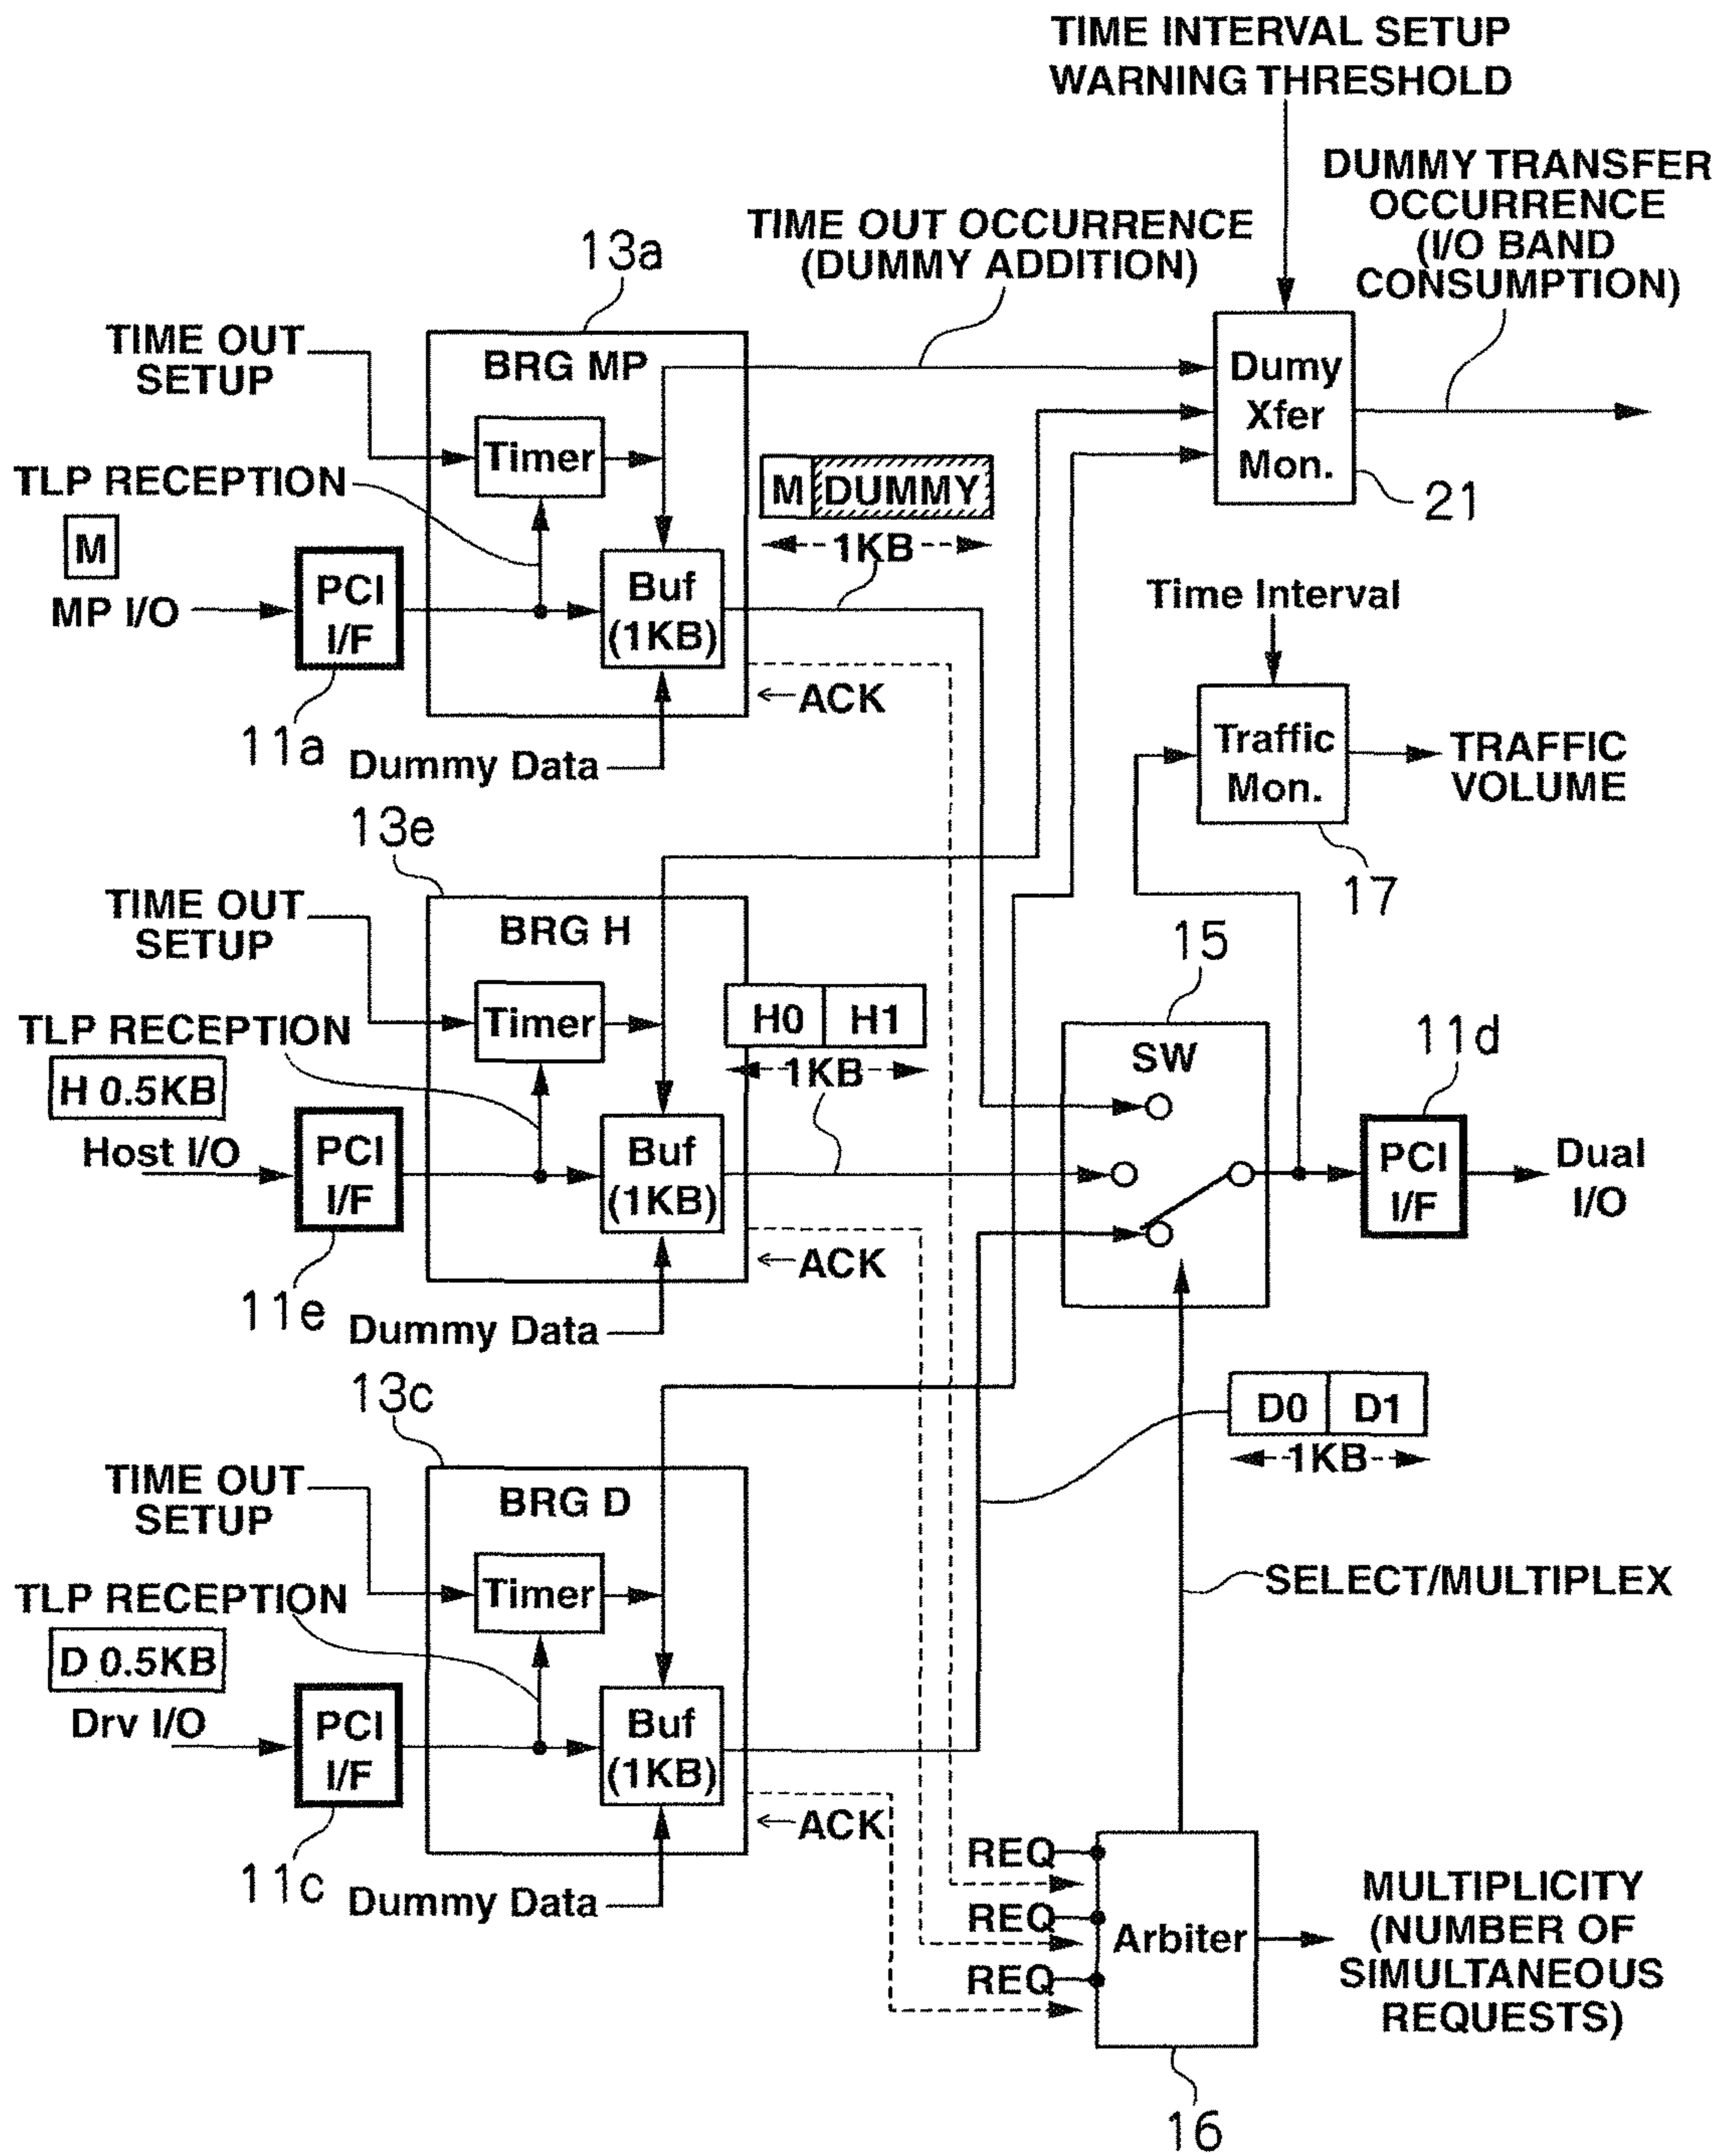 TIME INTERVAL SETUP
WARNING THRESHOLD
DUMMY TRANSFER
OCCURRENCE
(I/O BAND
CONSUMPTION)
TIME OUT OCCURRENCE
(DUMMY ADDITION)
13a
TIME OUT
SETUP
BRG MP
Dumy
Xfer
Mon.
21
Timer
TLP RECEPTION
M
M DUMMY
1KB
MP I/O
PCI
I/F
Buf
(1KB)
ACK
11a
Dummy Data
Time Interval
Traffic
Mon.
TRAFFIC
VOLUME
17
13e
TIME OUT
SETUP
BRG H
Timer
TLP RECEPTION
H 0.5KB
H0 H1
1KB
Host I/O
PCI
I/F
Buf
(1KB)
ACK
11e
Dummy Data
15
SW
11d
PCI
I/F
Dual
I/O
13c
TIME OUT
SETUP
BRG D
Timer
TLP RECEPTION
D 0.5KB
D0 D1
1KB
Drv I/O
PCI
I/F
Buf
(1KB)
ACK
11c
Dummy Data
SELECT/MULTIPLEX
REQ
REQ
REQ
Arbiter
MULTIPLICITY
(NUMBER OF
SIMULTANEOUS
REQUESTS)
16